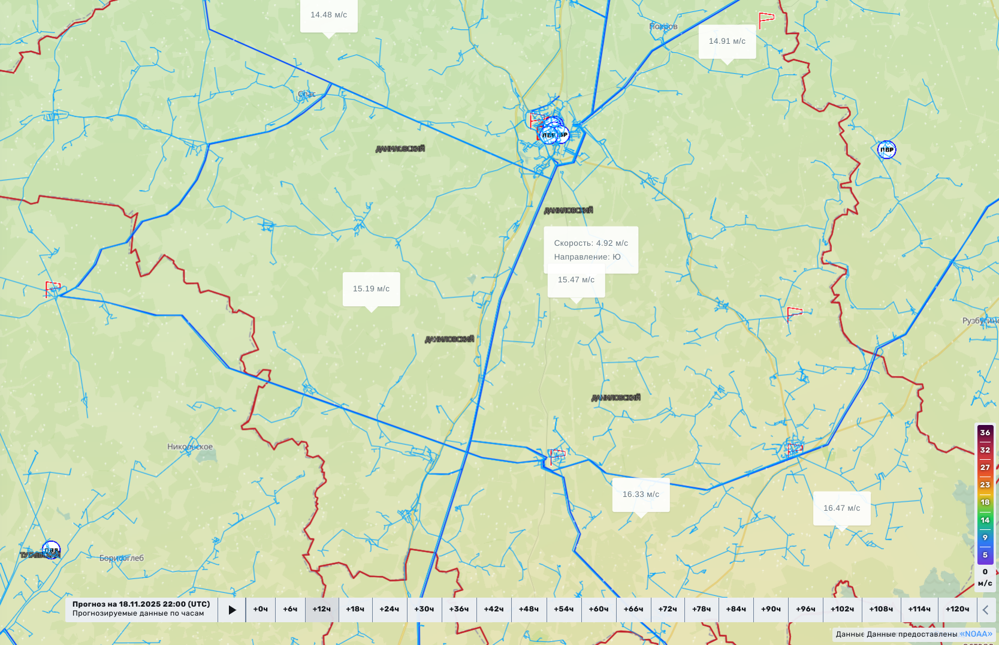 14.48 м/с
Покров
14.91 м/с
Спас
ПВР
ДАНИЛОВСКИЙ
ПВР
ДАНИЛОВСКИЙ
Скорость: 4.92 м/с
Направление: Ю
15.47 м/с
15.19 м/с
ДАНИЛОВСКИЙ
ДАНИЛОВСКИЙ
Никольское
16.33 м/с
16.47 м/с
ТУТАЕВСКИЙ
Борисоглеб
36
32
27
23
18
14
9
5
0
м/с
Прогноз на 18.11.2025 22:00 (UTC)
Прогнозируемые данные по часам
+0ч +6ч +12ч +18ч +24ч +30ч +36ч +42ч +48ч +54ч +60ч +66ч +72ч +78ч +84ч +90ч +96ч +102ч +108ч +114ч +120ч
Данные предоставлены «NOAA»